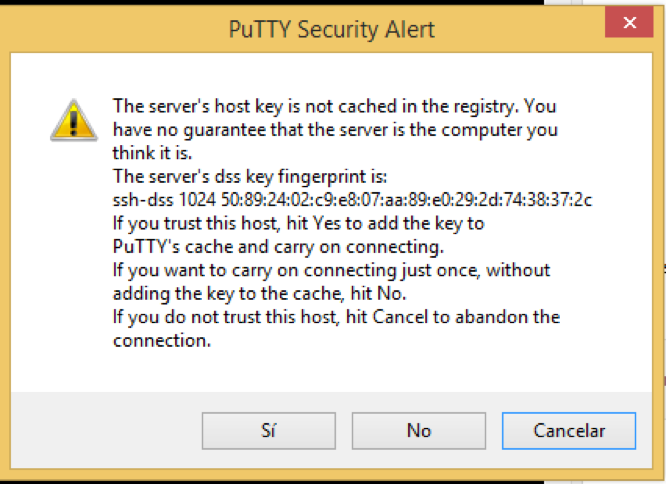 PuTTY Security Alert
The server's host key is not cached in the registry. You
have no guarantee that the server is the computer you
think it is.
The server's dss key fingerprint is:
ssh-dss 1024 50:89:24:02:c9:e8:07:aa:89:e0:29:2d:74:38:37:2c
If you trust this host, hit Yes to add the key to
PuTTY's cache and carry on connecting.
If you want to carry on connecting just once, without
adding the key to the cache, hit No.
If you do not trust this host, hit Cancel to abandon the
connection.
Sí No Cancelar